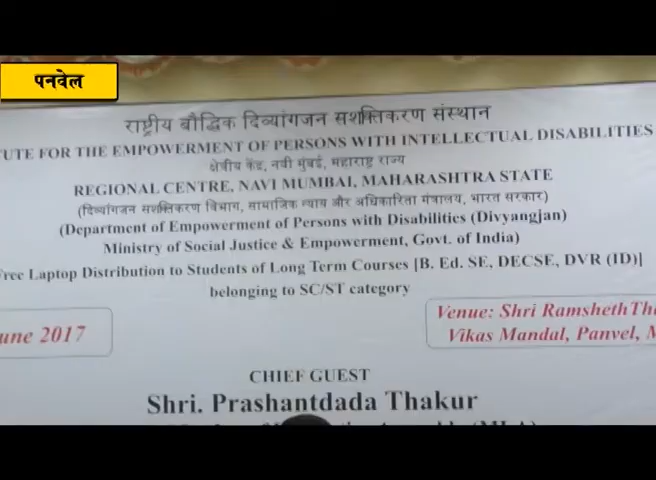 पनवेल
राष्ट्रीय बौद्धिक दिव्यांगजन सशक्तिकरण संस्थान
UTE FOR THE EMPOWERMENT OF PERSONS WITH INTELLECTUAL DISABILITIES
क्षेत्रीय केंद्र, नवी मुंबई, महाराष्ट्र राज्य
REGIONAL CENTRE, NAVI MUMBAI, MAHARASHTRA STATE
(दिव्यांगजन सशक्तिकरण विभाग, सामाजिक न्याय और अधिकारिता मंत्रालय, भारत सरकार)
(Department of Empowerment of Persons with Disabilities (Divyangjan)
Ministry of Social Justice & Empowerment, Govt. of India)
Free Laptop Distribution to Students of Long Term Courses [B. Ed. SE, DECSE, DVR (ID)]
belonging to SC/ST category
une 2017
Venue: Shri RamshethTha
Vikas Mandal, Panvel, M
CHIEF GUEST
Shri. Prashantdada Thakur